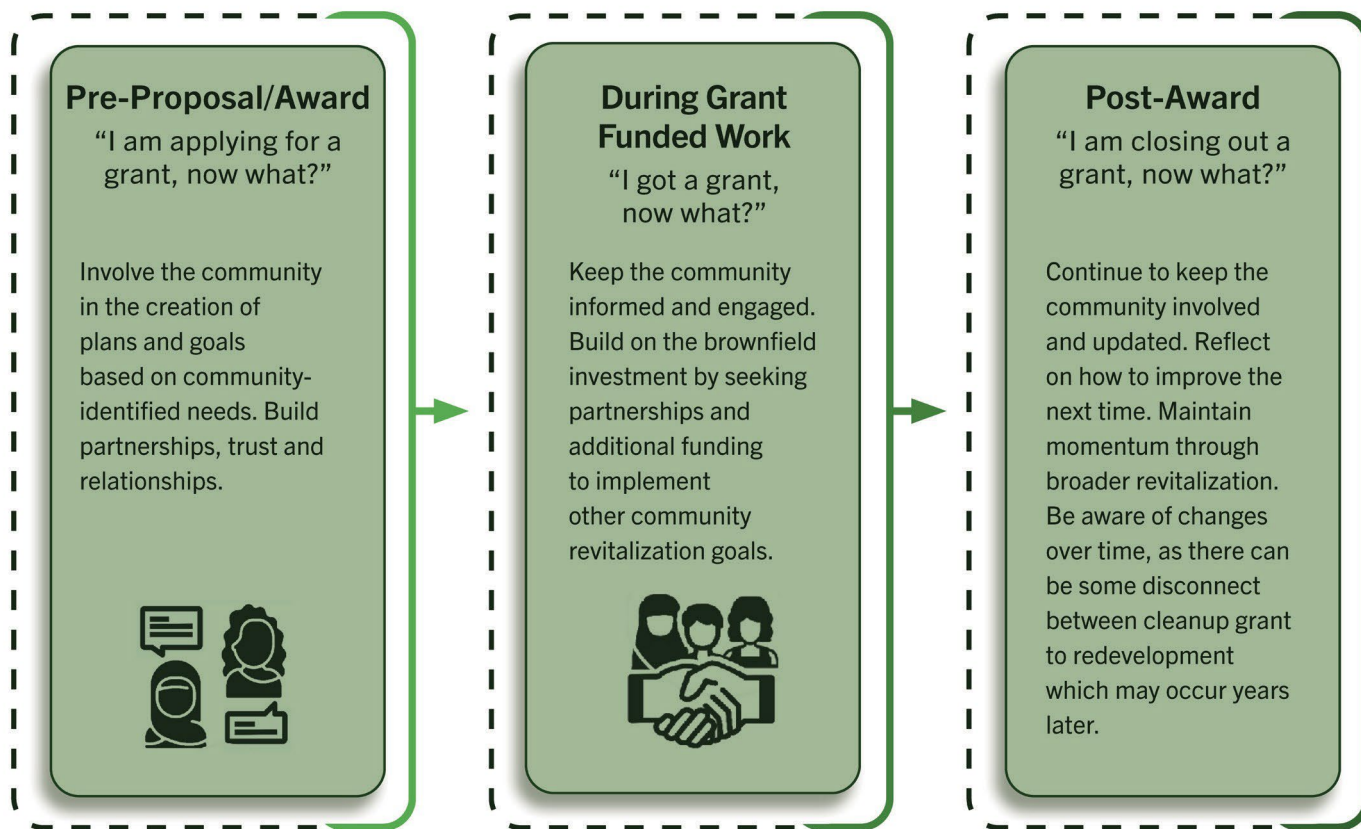 Pre-Proposal/Award
“I am applying for a
grant, now what?”
Involve the community
in the creation of
plans and goals
based on community-
identified needs. Build
partnerships, trust and
relationships.
During Grant
Funded Work
“I got a grant,
now what?”
Keep the community
informed and engaged.
Build on the brownfield
investment by seeking
partnerships and
additional funding
to implement
other community
revitalization goals.
Post-Award
“I am closing out a
grant, now what?”
Continue to keep the
community involved
and updated. Reflect
on how to improve the
next time. Maintain
momentum through
broader revitalization.
Be aware of changes
over time, as there can
be some disconnect
between cleanup grant
to redevelopment
which may occur years
later.